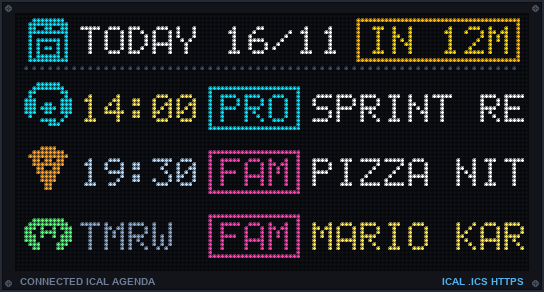 TODAY 16/11 IN 12M
14:00 PRO SPRINT RE
19:30 FAM PIZZA NIT
TMRW FAM MARIO KAR
CONNECTED ICAL AGENDA ICAL .ICS HTTPS